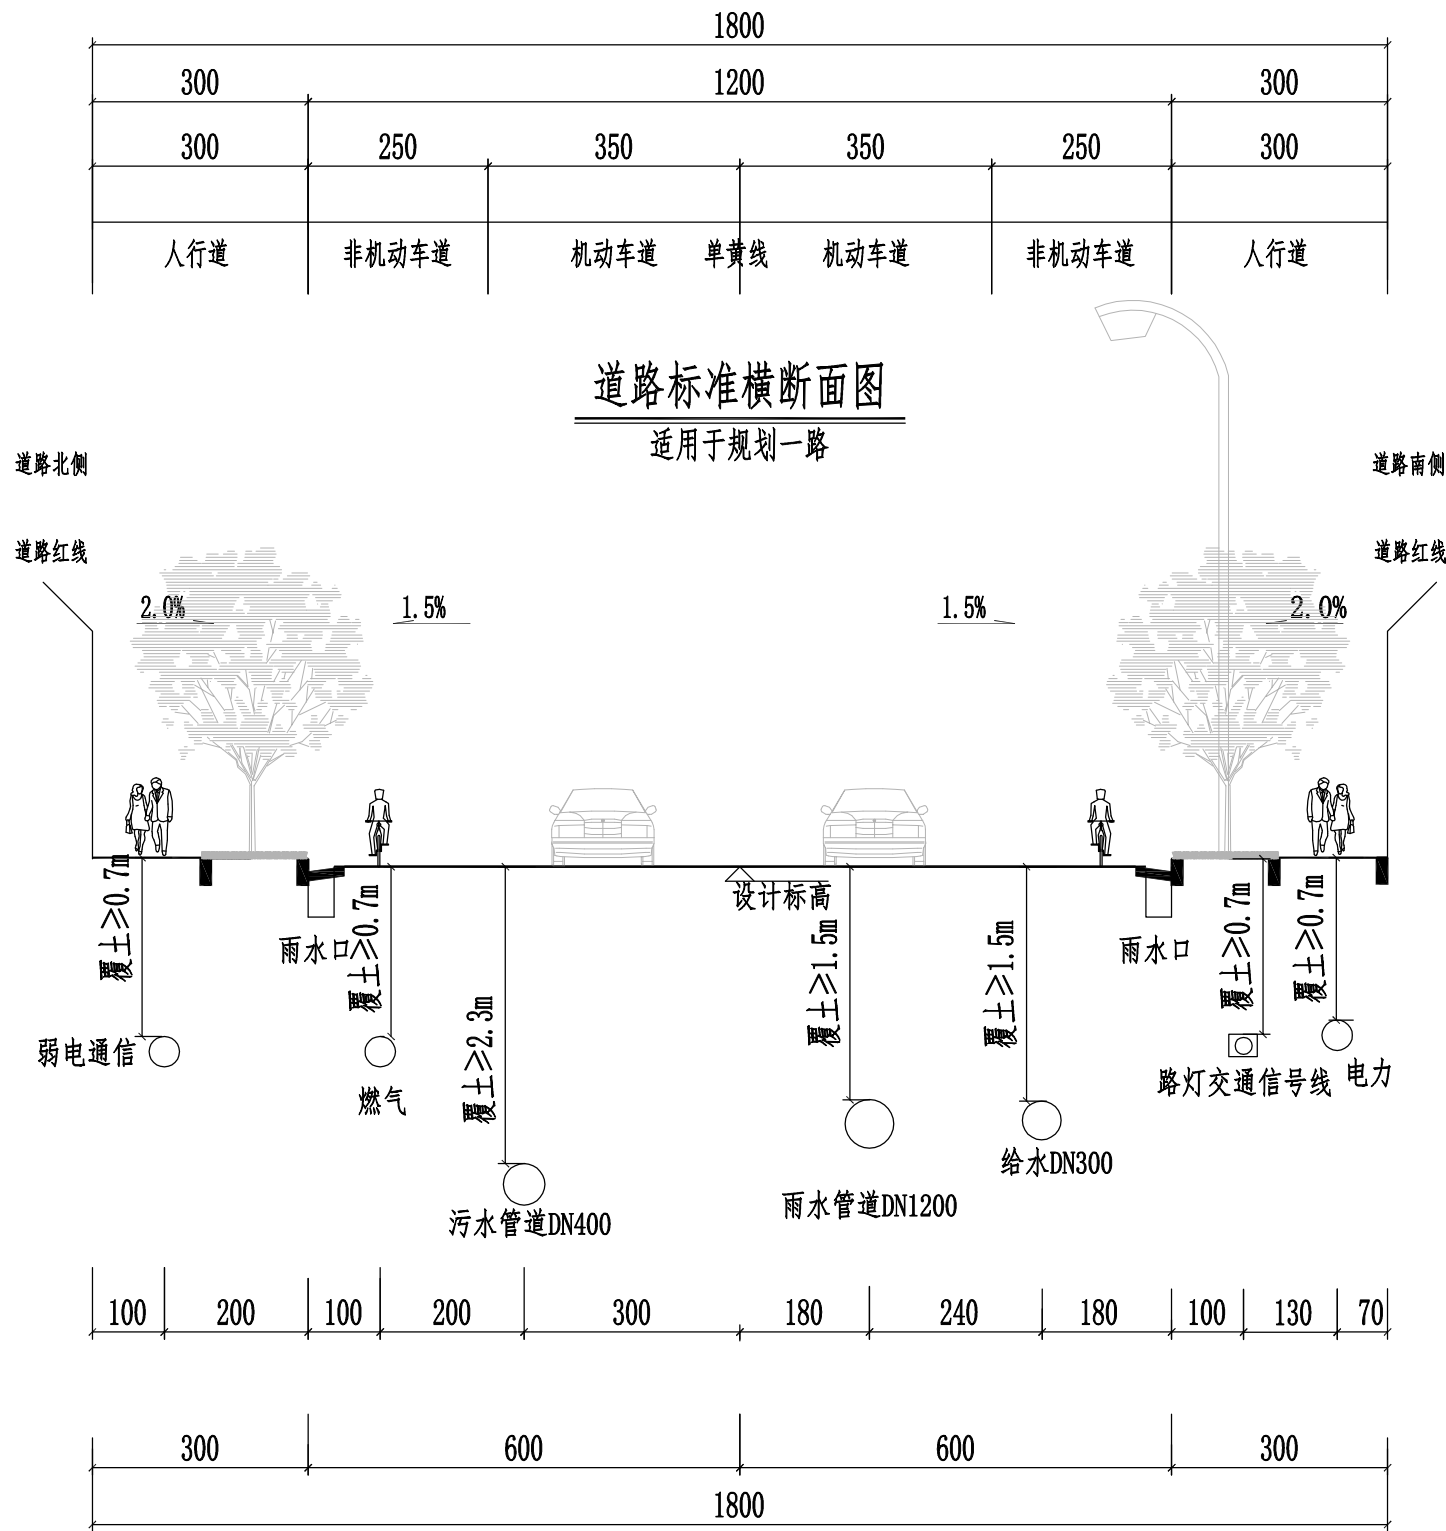 1800
300 1200 300
300 250 350 350 250 300
人行道 非机动车道 机动车道 单黄线 机动车道 非机动车道 人行道
道路标准横断面图
适用于规划一路
道路北侧 道路南侧
道路红线 道路红线
2.0% 1.5% 1.5% 2.0%
设计标高
覆土≥0.7m
雨水口
覆土≥0.7m
覆土≥2.3m
覆土≥1.5m
覆土≥1.5m
雨水口
覆土≥0.7m
覆土≥0.7m
弱电通信
燃气
污水管道DN400
雨水管道DN1200
给水DN300
路灯交通信号线
电力
100 200 100 200 300 180 240 180 100 130 70
300 600 600 300
1800